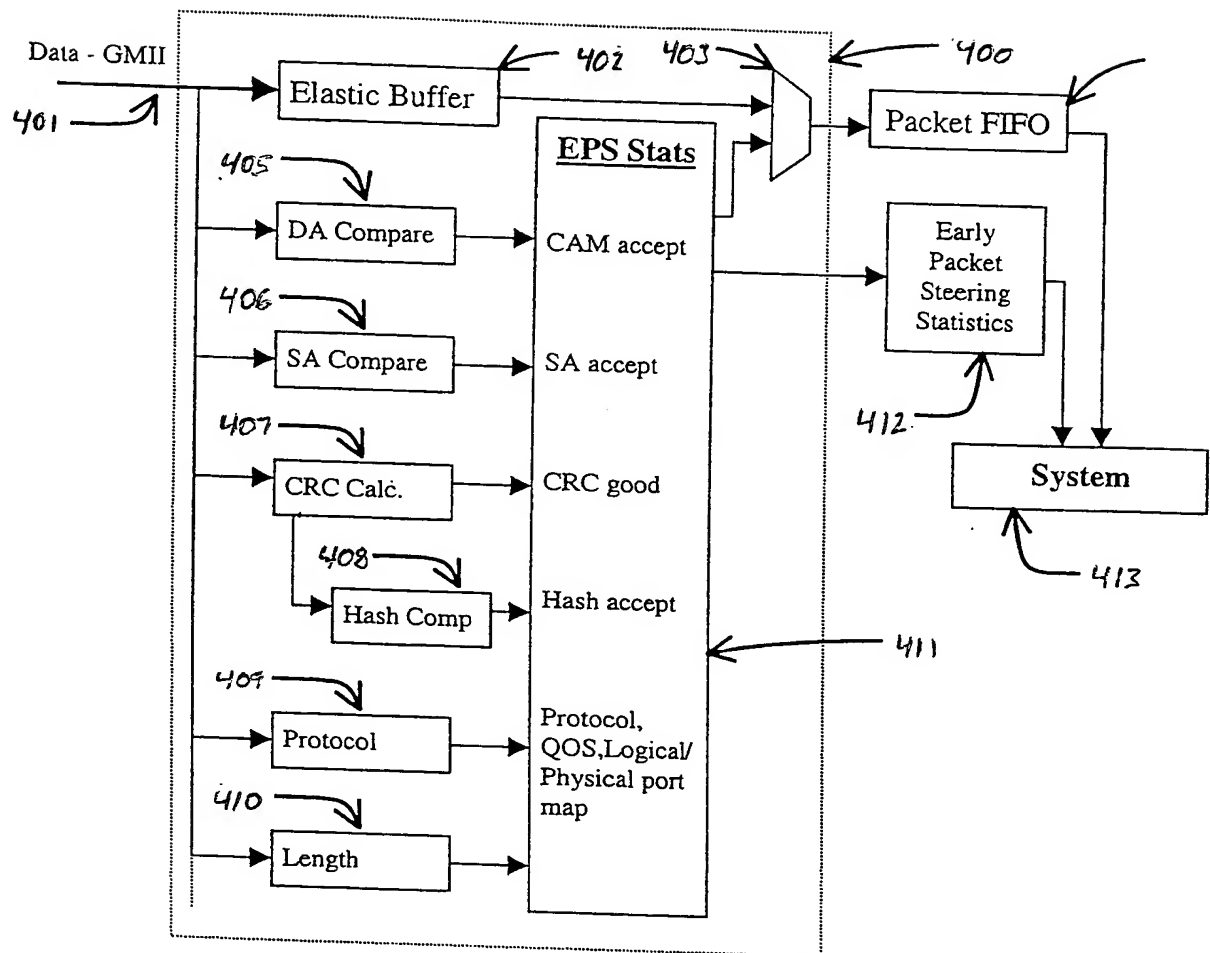 Data - GMII
402
403
400
401
Elastic Buffer
Packet FIFO
405
EPS Stats
DA Compare
CAM accept
Early
Packet
Steering
Statistics
406
SA Compare
SA accept
412
407
CRC Calc.
CRC good
System
408
413
Hash Comp
Hash accept
411
409
Protocol
Protocol,
QOS,Logical/
Physical port
map
410
Length